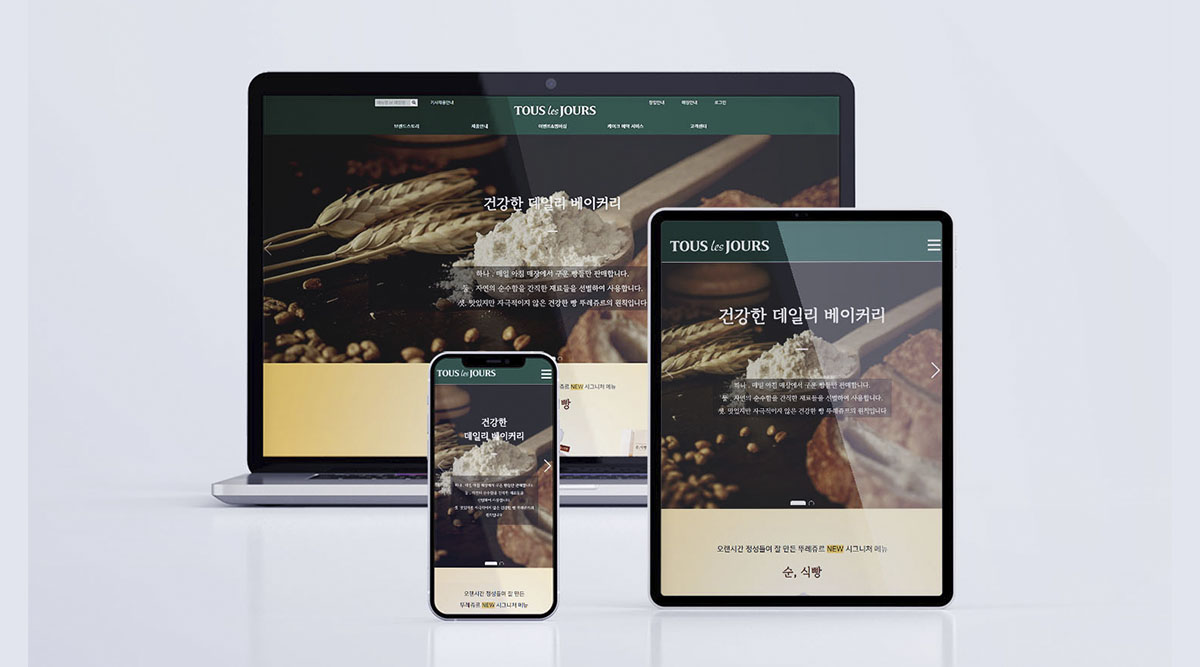 기사채용안내
TOUS les JOURS
창업안내
매장안내
로그인
브랜드스토리
제품안내
이벤트&멤버십
케이크 예약 서비스
고객센터
건강한 데일리 베이커리
하나. 매일 아침 매장에서 구운 빵들만 판매합니다.
둘. 자연의 순수함을 간직한 재료들을 선별하여 사용합니다.
셋. 맛있지만 자극적이지 않은 건강한 빵 뚜레쥬르의 원칙입니다
쥬르 NEW 시그니처 메뉴
빵
TOUS les JOURS
건강한
데일리 베이커리
하나. 매일 아침 매장에서 구운 빵들만 판매합니다.
둘. 자연의 순수함을 간직한 재료들을
선별하여 사용합니다.
셋. 맛있지만 자극적이지 않은 건강한 빵 뚜레쥬르의
원칙입니다
오랜시간 정성들여 잘 만든
뚜레쥬르 NEW 시그니처 메뉴
TOUS les JOURS
건강한 데일리 베이커리
하나. 매일 아침 매장에서 구운 빵들만 판매합니다.
둘. 자연의 순수함을 간직한 재료들을 선별하여 사용합니다.
셋. 맛있지만 자극적이지 않은 건강한 빵 뚜레쥬르의 원칙입니다
오랜시간 정성들여 잘 만든 뚜레쥬르 NEW 시그니처 메뉴
순, 식빵